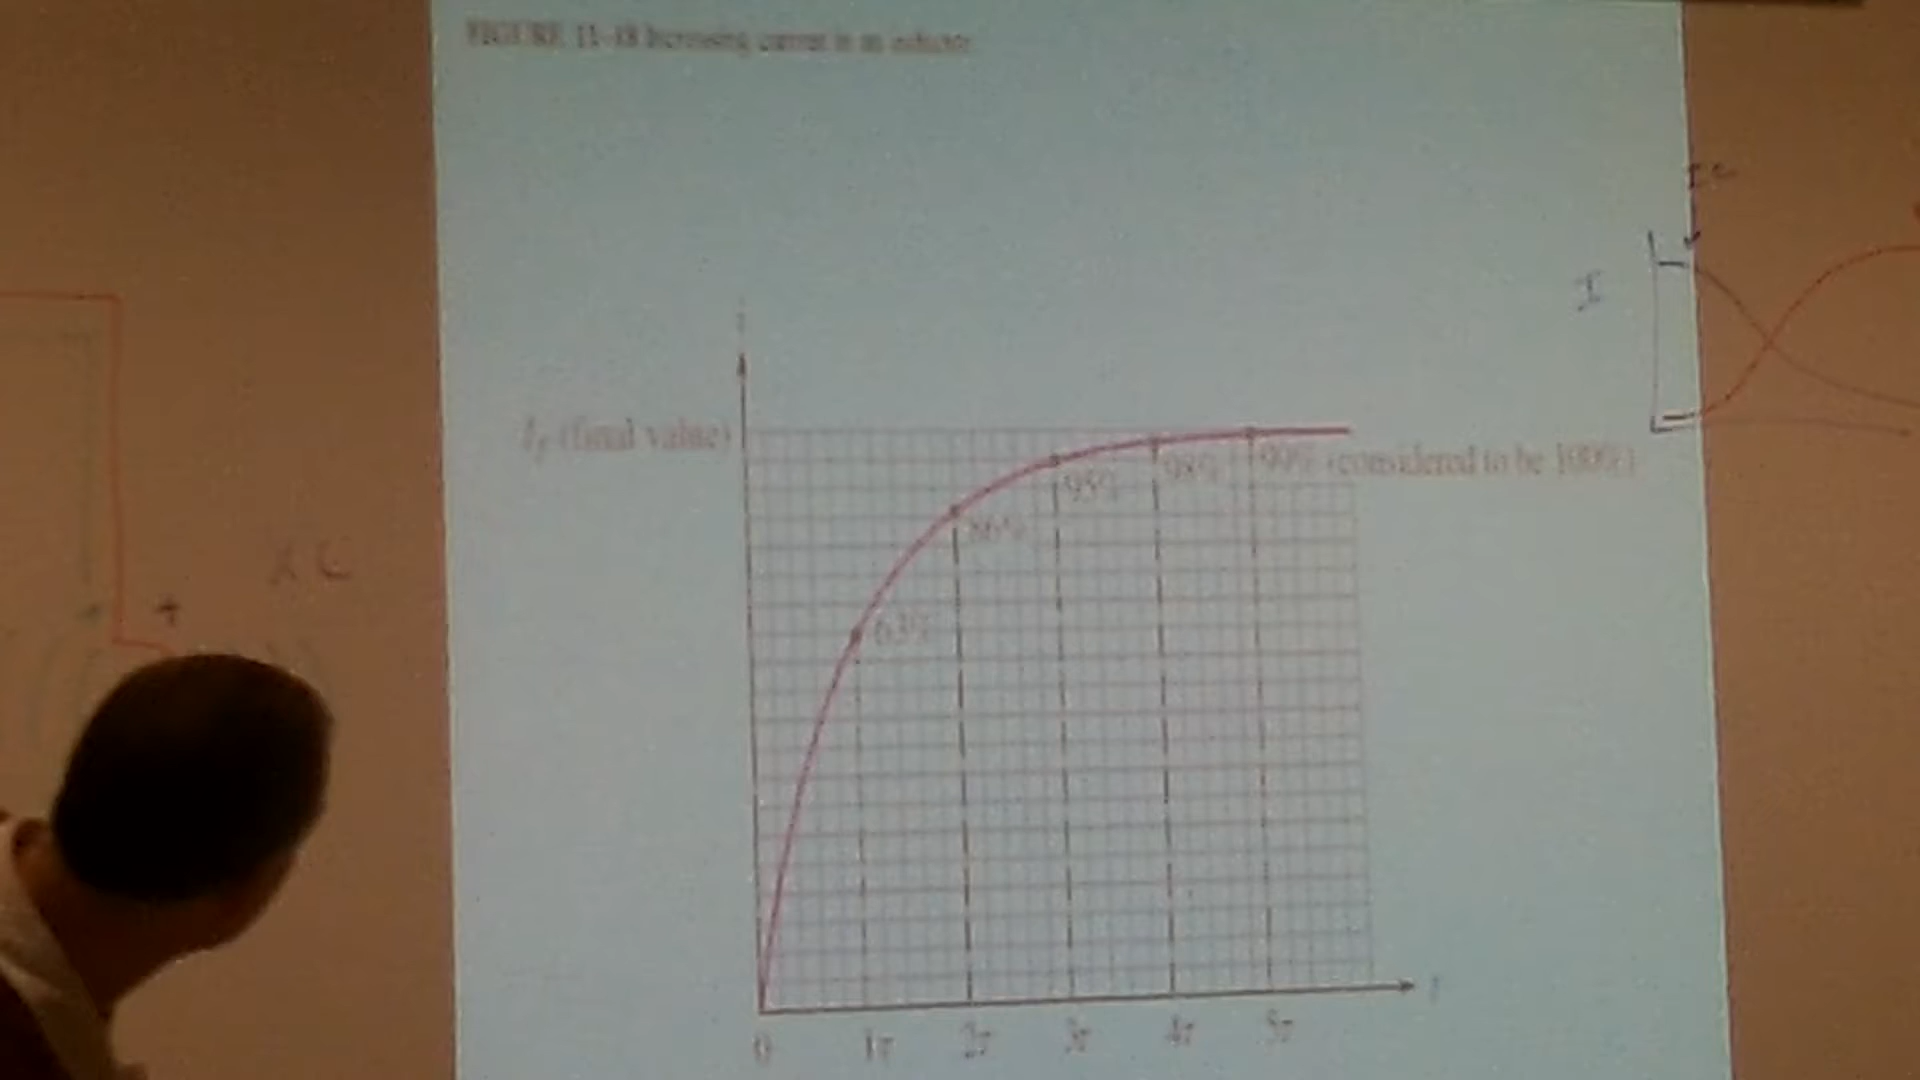 FIGURE 11-18 Increasing current in an inductor
i
I_F (final value)
63%
86%
95%
98%
99% (considered to be 100%)
0 1τ 2τ 3τ 4τ 5τ
t
I
+